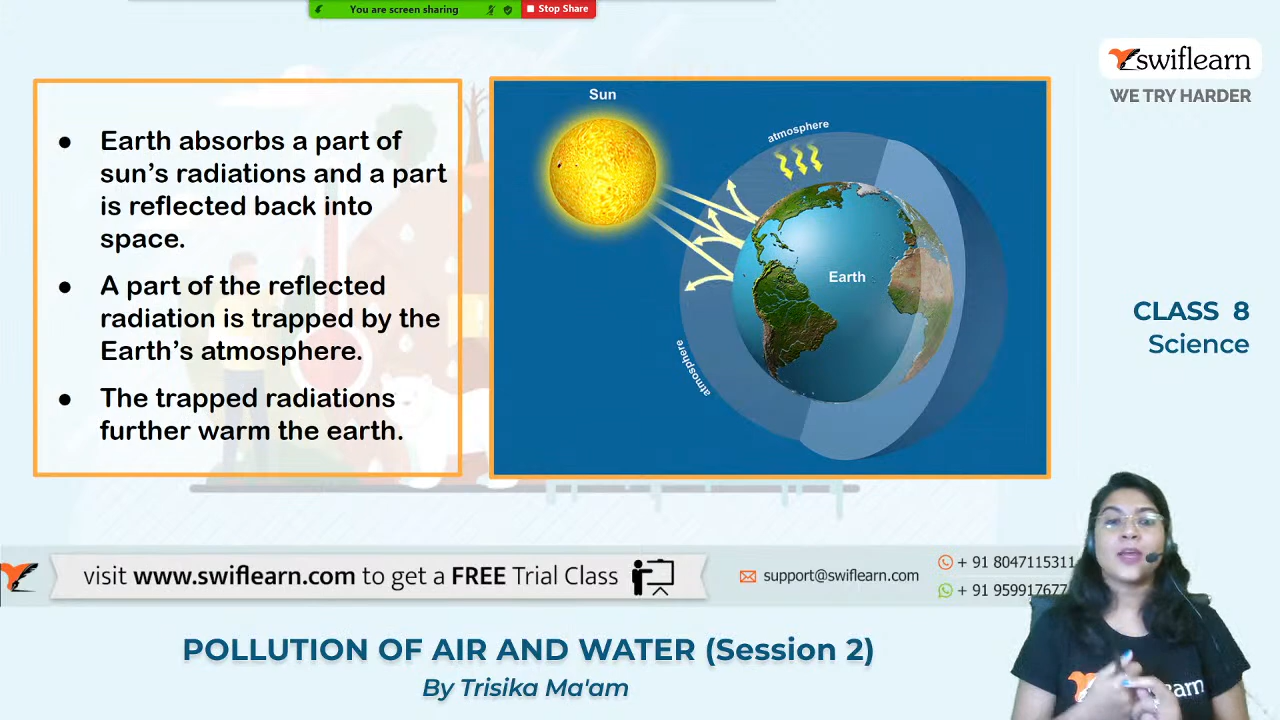 You are screen sharing
Stop Share
swiflearn
WE TRY HARDER
● Earth absorbs a part of
sun's radiations and a part
is reflected back into
space.
● A part of the reflected
radiation is trapped by the
Earth's atmosphere.
● The trapped radiations
further warm the earth.
Sun
atmosphere
Earth
atmosphere
CLASS 8
Science
visit www.swiflearn.com to get a FREE Trial Class
support@swiflearn.com
+ 91 8047115311
+ 91 959917677
POLLUTION OF AIR AND WATER (Session 2)
By Trisika Ma'am